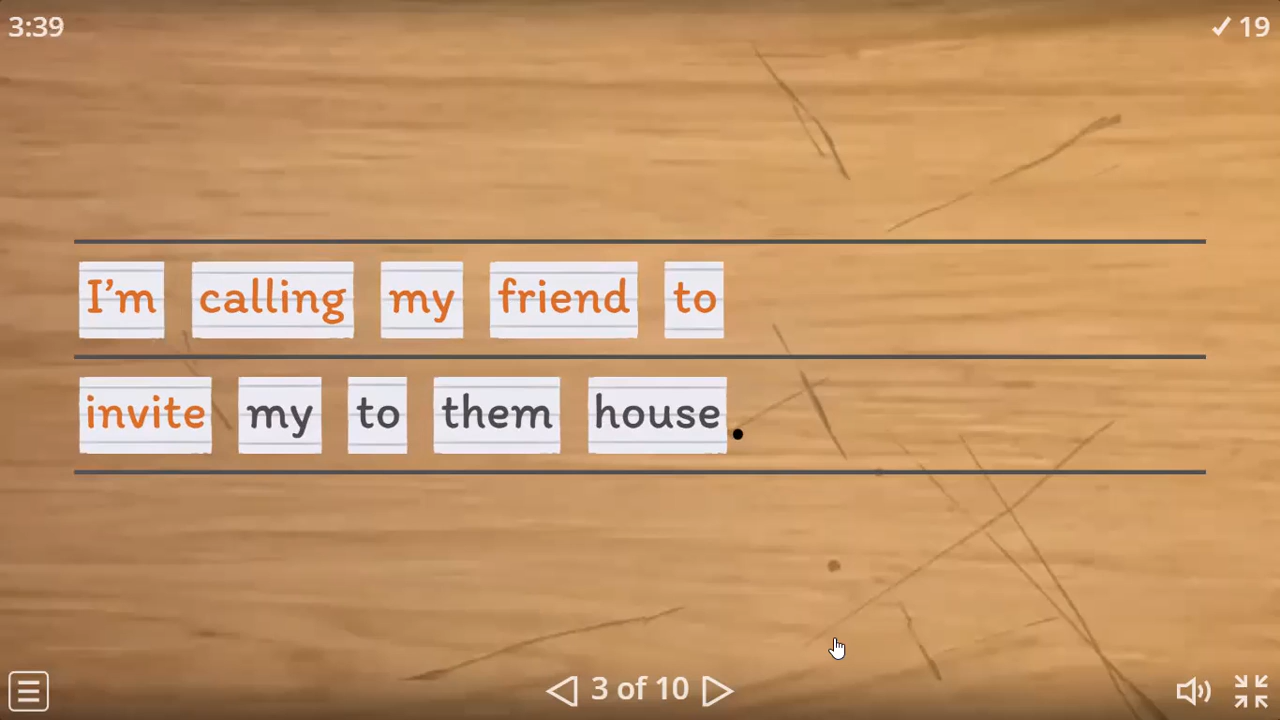 3:39
✓ 19
I’m calling my friend to
invite my to them house.
3 of 10